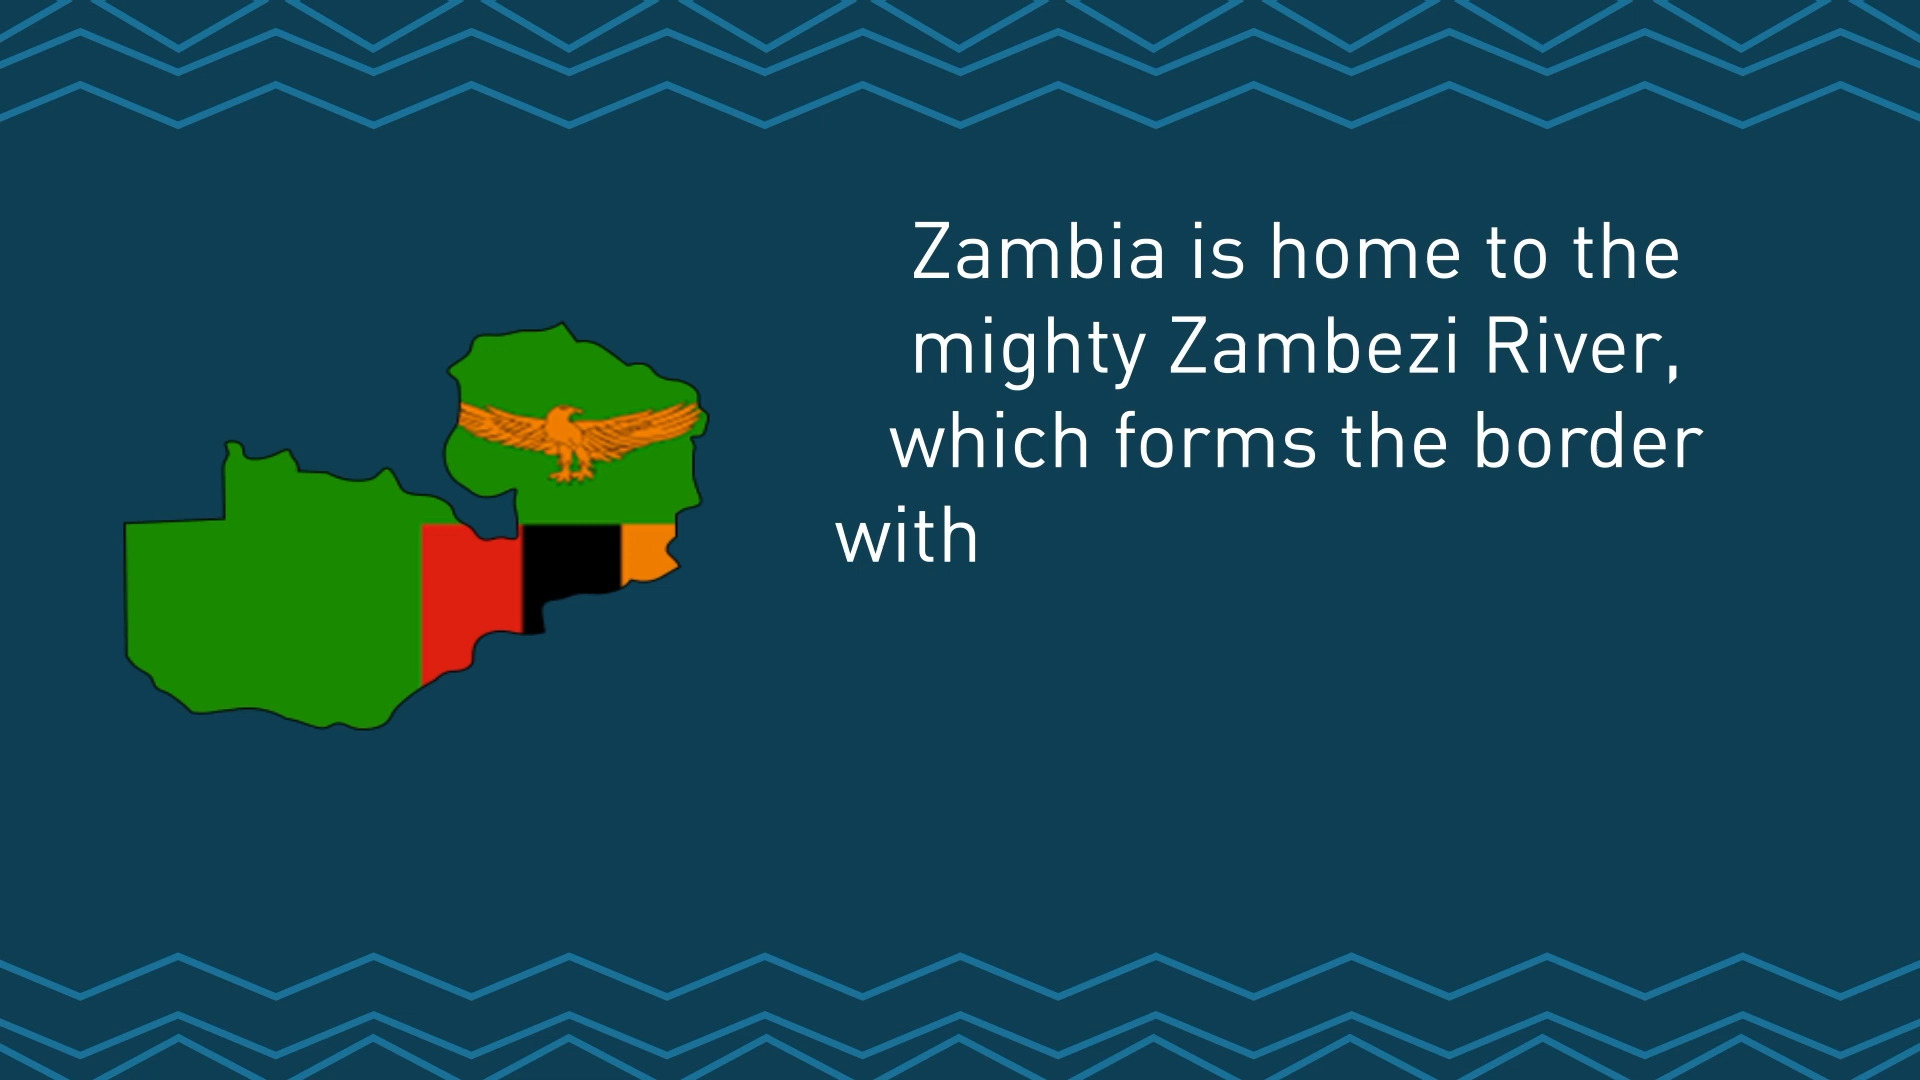 Zambia is home to the
mighty Zambezi River,
which forms the border
with